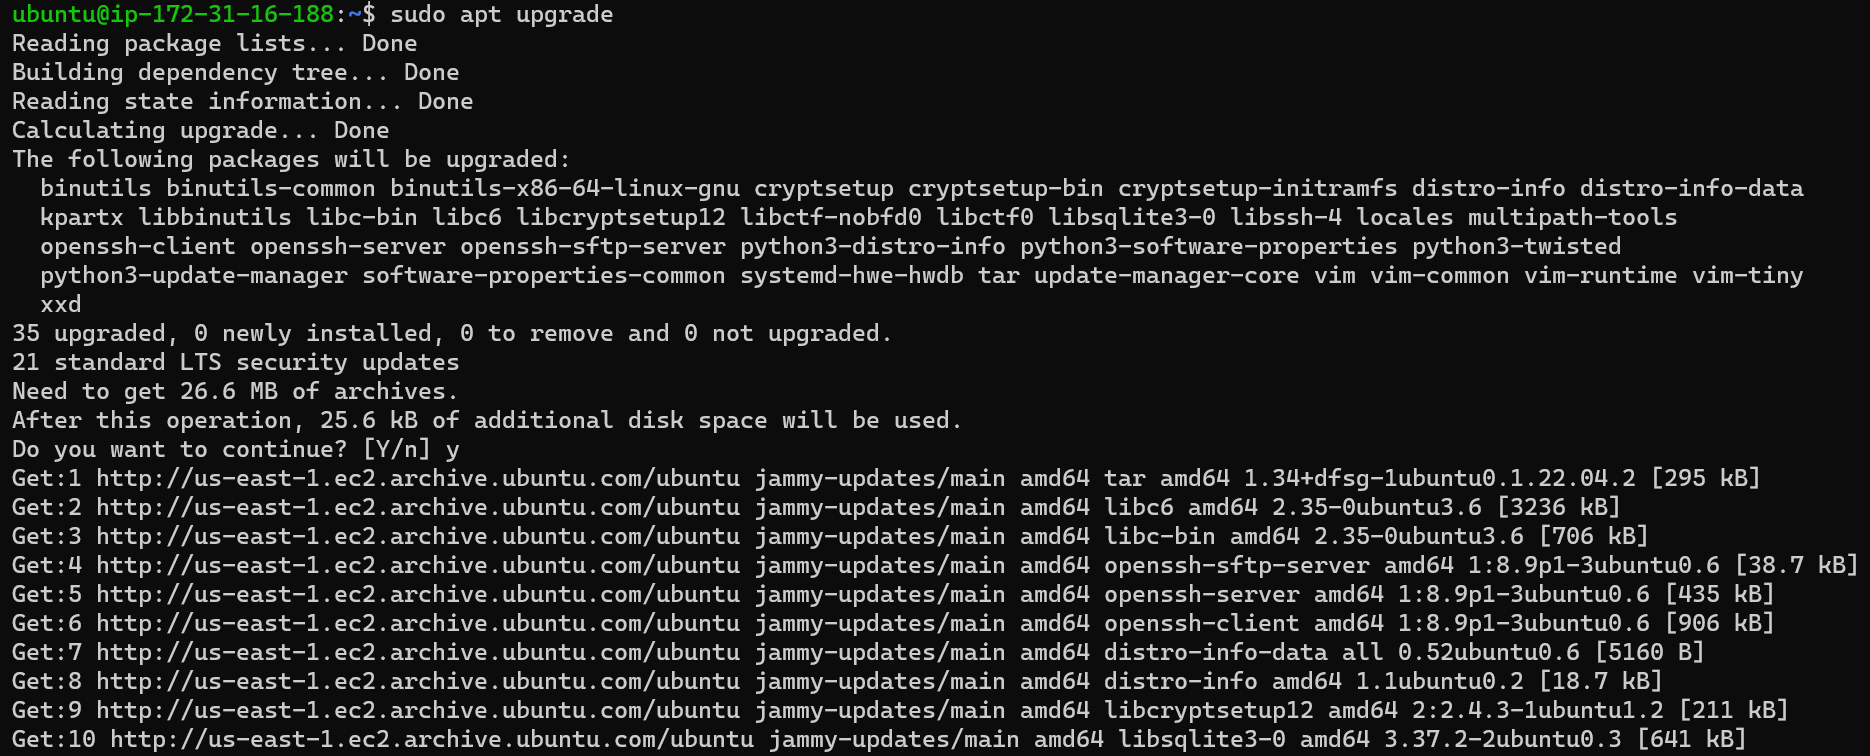 ubuntu@ip-172-31-16-188:~$ sudo apt upgrade
Reading package lists... Done
Building dependency tree... Done
Reading state information... Done
Calculating upgrade... Done
The following packages will be upgraded:
  binutils binutils-common binutils-x86-64-linux-gnu cryptsetup cryptsetup-bin cryptsetup-initramfs distro-info distro-info-data
  kpartx libbinutils libc-bin libc6 libcryptsetup12 libctf-nobfd0 libctf0 libsqlite3-0 libssh-4 locales multipath-tools
  openssh-client openssh-server openssh-sftp-server python3-distro-info python3-software-properties python3-twisted
  python3-update-manager software-properties-common systemd-hwe-hwdb tar update-manager-core vim vim-common vim-runtime vim-tiny
  xxd
35 upgraded, 0 newly installed, 0 to remove and 0 not upgraded.
21 standard LTS security updates
Need to get 26.6 MB of archives.
After this operation, 25.6 kB of additional disk space will be used.
Do you want to continue? [Y/n] y
Get:1 http://us-east-1.ec2.archive.ubuntu.com/ubuntu jammy-updates/main amd64 tar amd64 1.34+dfsg-1ubuntu0.1.22.04.2 [295 kB]
Get:2 http://us-east-1.ec2.archive.ubuntu.com/ubuntu jammy-updates/main amd64 libc6 amd64 2.35-0ubuntu3.6 [3236 kB]
Get:3 http://us-east-1.ec2.archive.ubuntu.com/ubuntu jammy-updates/main amd64 libc-bin amd64 2.35-0ubuntu3.6 [706 kB]
Get:4 http://us-east-1.ec2.archive.ubuntu.com/ubuntu jammy-updates/main amd64 openssh-sftp-server amd64 1:8.9p1-3ubuntu0.6 [38.7 kB]
Get:5 http://us-east-1.ec2.archive.ubuntu.com/ubuntu jammy-updates/main amd64 openssh-server amd64 1:8.9p1-3ubuntu0.6 [435 kB]
Get:6 http://us-east-1.ec2.archive.ubuntu.com/ubuntu jammy-updates/main amd64 openssh-client amd64 1:8.9p1-3ubuntu0.6 [906 kB]
Get:7 http://us-east-1.ec2.archive.ubuntu.com/ubuntu jammy-updates/main amd64 distro-info-data all 0.52ubuntu0.6 [5160 B]
Get:8 http://us-east-1.ec2.archive.ubuntu.com/ubuntu jammy-updates/main amd64 distro-info amd64 1.1ubuntu0.2 [18.7 kB]
Get:9 http://us-east-1.ec2.archive.ubuntu.com/ubuntu jammy-updates/main amd64 libcryptsetup12 amd64 2:2.4.3-1ubuntu1.2 [211 kB]
Get:10 http://us-east-1.ec2.archive.ubuntu.com/ubuntu jammy-updates/main amd64 libsqlite3-0 amd64 3.37.2-2ubuntu0.3 [641 kB]